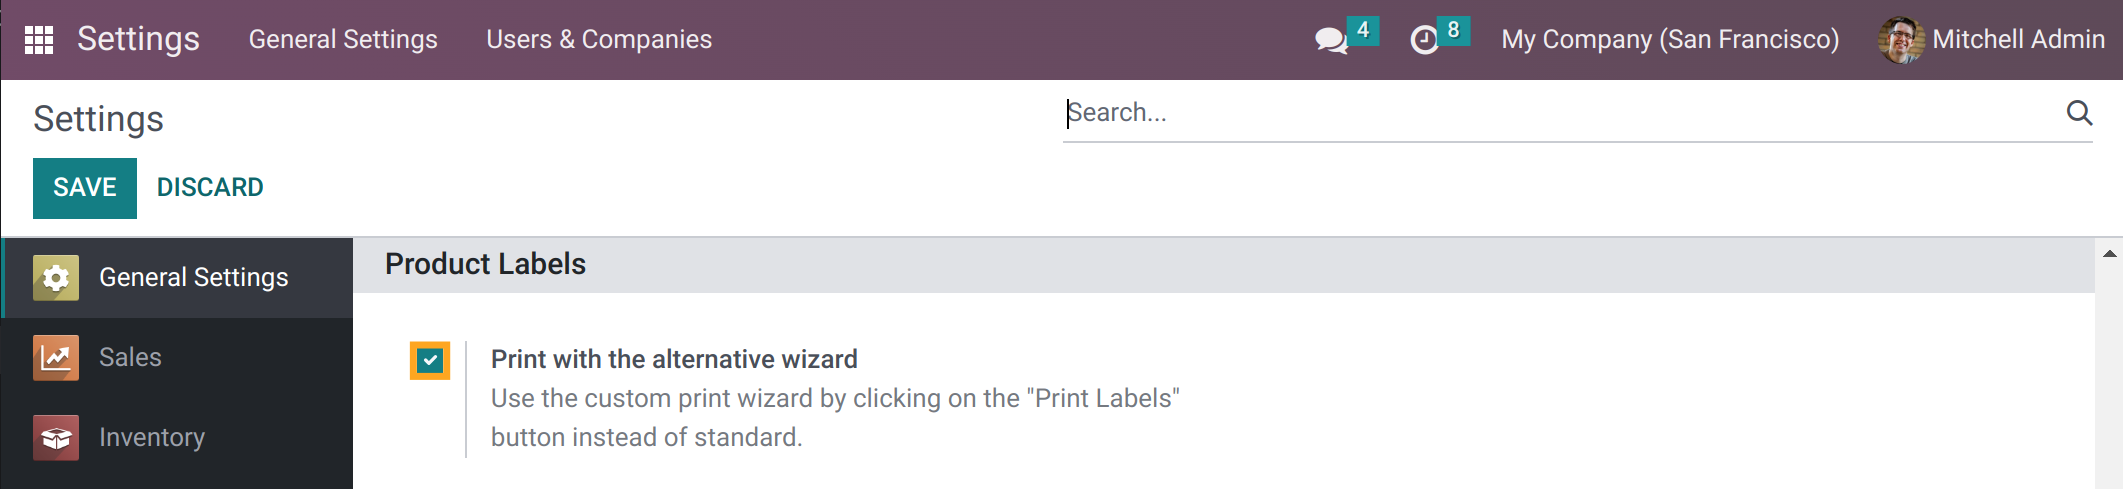 Settings General Settings Users & Companies 4 8 My Company (San Francisco) Mitchell Admin
Settings
Search...
SAVE DISCARD
General Settings
Product Labels
Sales
Print with the alternative wizard
Use the custom print wizard by clicking on the "Print Labels"
button instead of standard.
Inventory